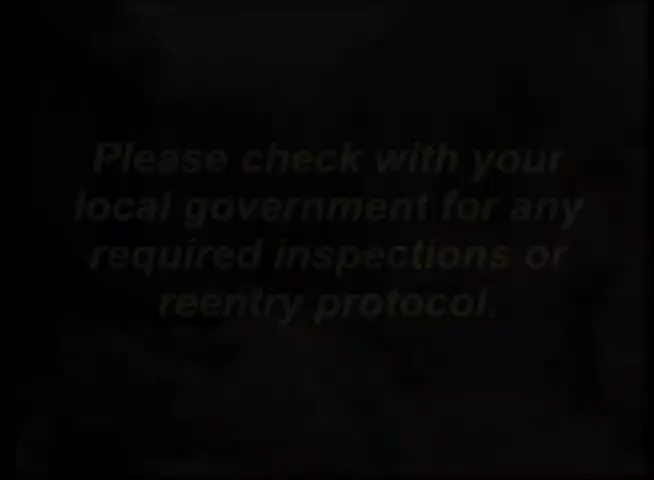 Please check with your
local government for any
required inspections or
reentry protocol.